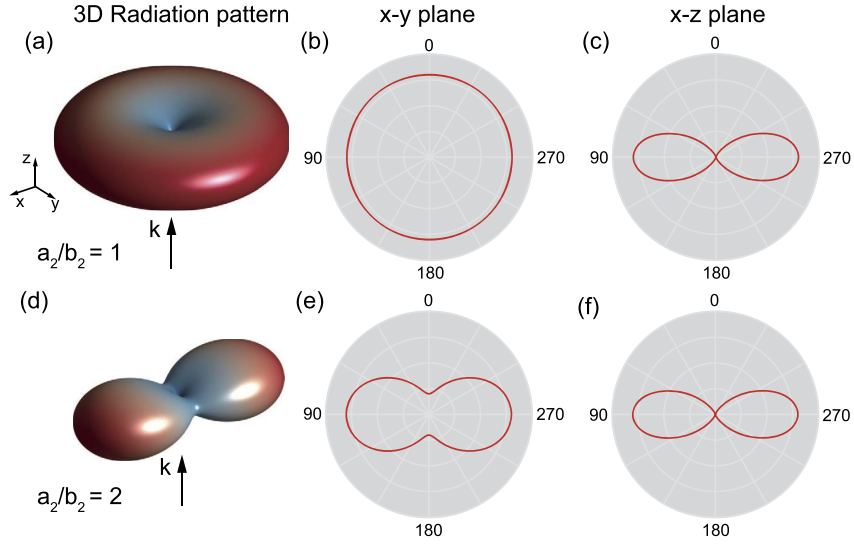 3D Radiation pattern x-y plane x-z plane
(a) (b) (c)
0 0
z
x y
k
a2/b2 = 1
90 270 90 270
180 180
(d) (e) (f)
0 0
k
a2/b2 = 2
90 270 90 270
180 180